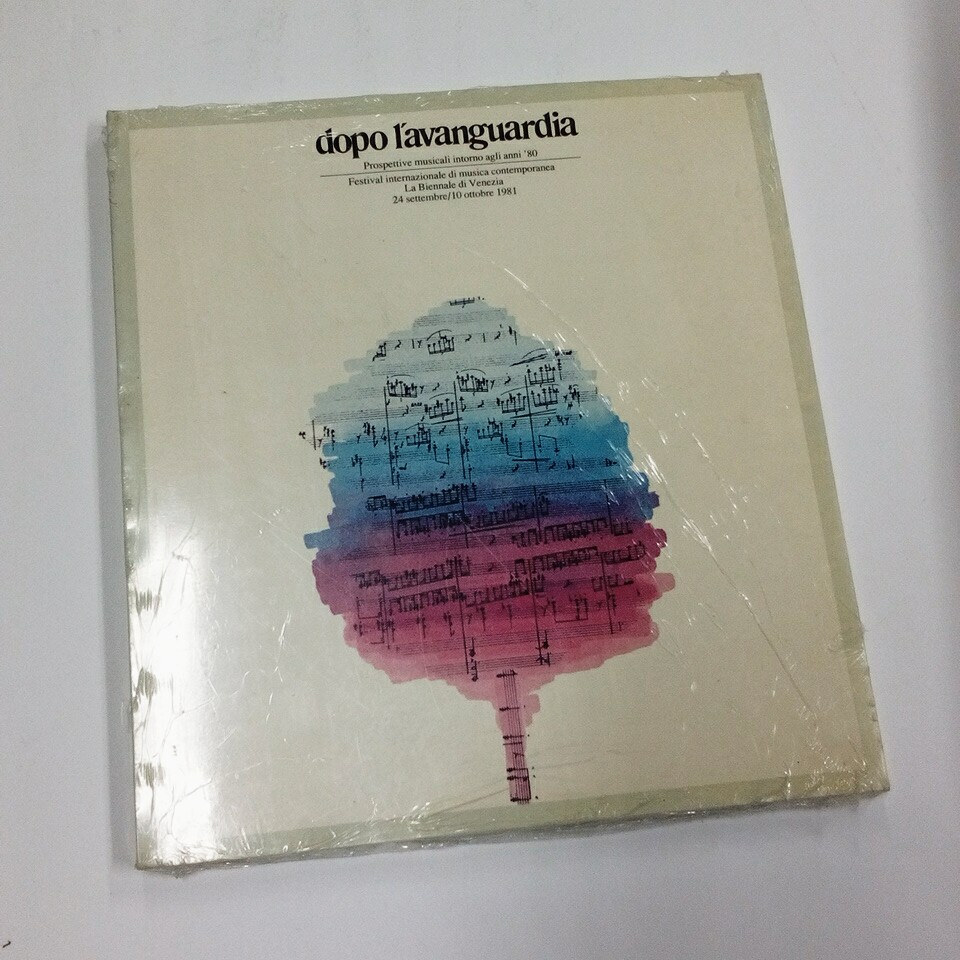 dopo l'avanguardia
Prospettive musicali intorno agli anni '80
Festival internazionale di musica contemporanea
La Biennale di Venezia
24 settembre/10 ottobre 1981